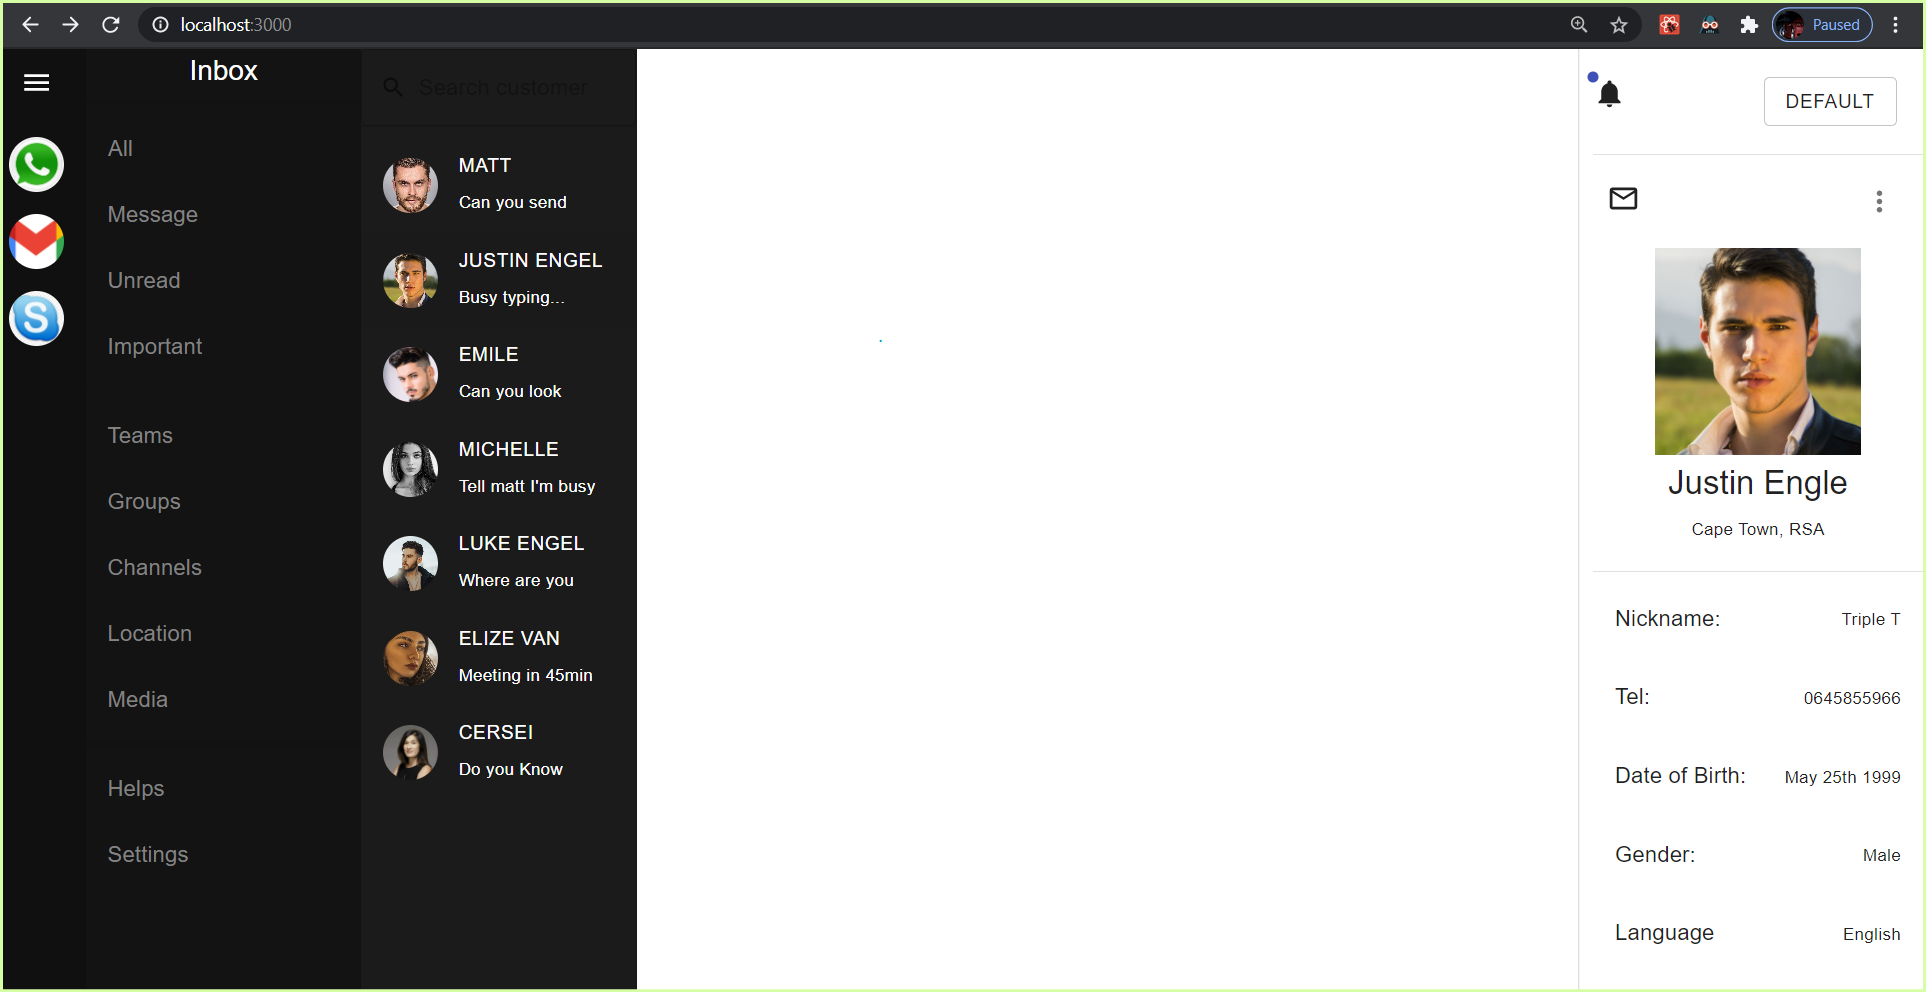 localhost:3000
Paused
Inbox
All
Message
Unread
Important
Teams
Groups
Channels
Location
Media
Helps
Settings
Search customer
MATT
Can you send
JUSTIN ENGEL
Busy typing...
EMILE
Can you look
MICHELLE
Tell matt I'm busy
LUKE ENGEL
Where are you
ELIZE VAN
Meeting in 45min
CERSEI
Do you Know
DEFAULT
Justin Engle
Cape Town, RSA
Nickname: Triple T
Tel: 0645855966
Date of Birth: May 25th 1999
Gender: Male
Language English